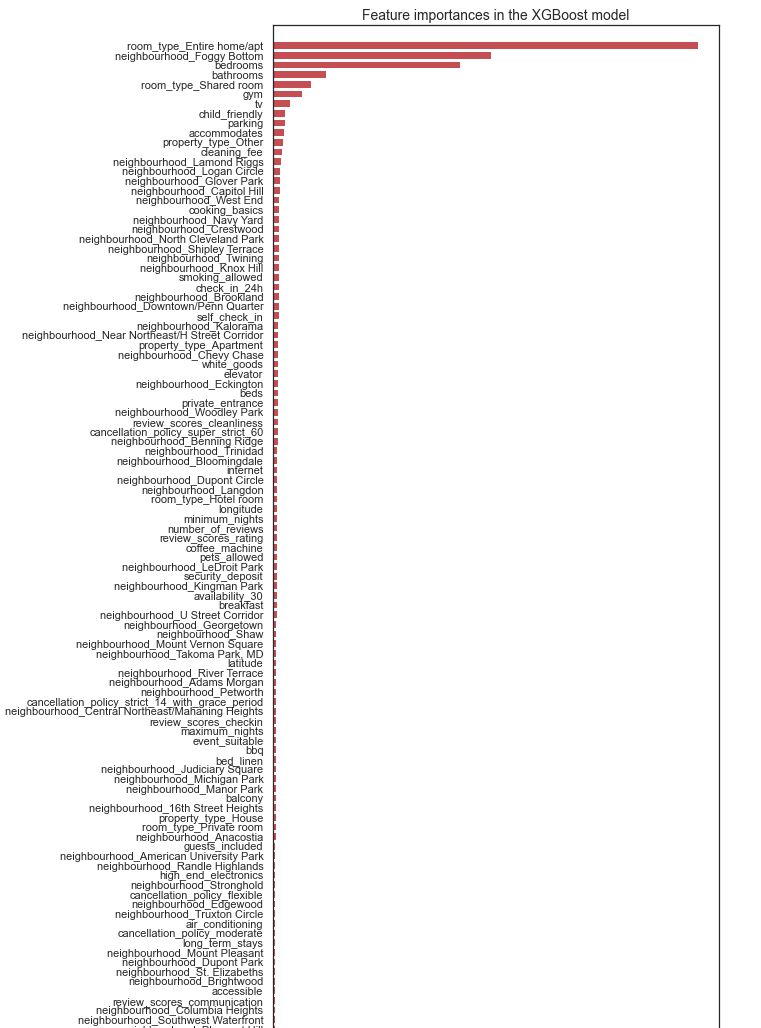 Feature importances in the XGBoost model
room_type_Entire home/apt
neighbourhood_Foggy Bottom
bedrooms
bathrooms
room_type_Shared room
gym
tv
child_friendly
parking
accommodates
property_type_Other
cleaning_fee
neighbourhood_Lamond Riggs
neighbourhood_Logan Circle
neighbourhood_Glover Park
neighbourhood_Capitol Hill
neighbourhood_West End
cooking_basics
neighbourhood_Navy Yard
neighbourhood_Crestwood
neighbourhood_North Cleveland Park
neighbourhood_Shipley Terrace
neighbourhood_Twining
neighbourhood_Knox Hill
smoking_allowed
check_in_24h
neighbourhood_Brookland
neighbourhood_Downtown/Penn Quarter
self_check_in
neighbourhood_Kalorama
neighbourhood_Near Northeast/H Street Corridor
property_type_Apartment
neighbourhood_Chevy Chase
white_goods
elevator
neighbourhood_Eckington
beds
private_entrance
neighbourhood_Woodley Park
review_scores_cleanliness
cancellation_policy_super_strict_60
neighbourhood_Benning Ridge
neighbourhood_Trinidad
neighbourhood_Bloomingdale
internet
neighbourhood_Dupont Circle
neighbourhood_Langdon
room_type_Hotel room
longitude
minimum_nights
number_of_reviews
review_scores_rating
coffee_machine
pets_allowed
neighbourhood_LeDroit Park
security_deposit
neighbourhood_Kingman Park
availability_30
breakfast
neighbourhood_U Street Corridor
neighbourhood_Georgetown
neighbourhood_Shaw
neighbourhood_Mount Vernon Square
neighbourhood_Takoma Park, MD
latitude
neighbourhood_River Terrace
neighbourhood_Adams Morgan
neighbourhood_Petworth
cancellation_policy_strict_14_with_grace_period
neighbourhood_Central Northeast/Mahaning Heights
review_scores_checkin
maximum_nights
event_suitable
bbq
bed_linen
neighbourhood_Judiciary Square
neighbourhood_Michigan Park
neighbourhood_Manor Park
balcony
neighbourhood_16th Street Heights
property_type_House
room_type_Private room
neighbourhood_Anacostia
guests_included
neighbourhood_American University Park
neighbourhood_Randle Highlands
high_end_electronics
neighbourhood_Stronghold
cancellation_policy_flexible
neighbourhood_Edgewood
neighbourhood_Truxton Circle
air_conditioning
cancellation_policy_moderate
long_term_stays
neighbourhood_Mount Pleasant
neighbourhood_Dupont Park
neighbourhood_St. Elizabeths
neighbourhood_Brightwood
accessible
review_scores_communication
neighbourhood_Columbia Heights
neighbourhood_Southwest Waterfront